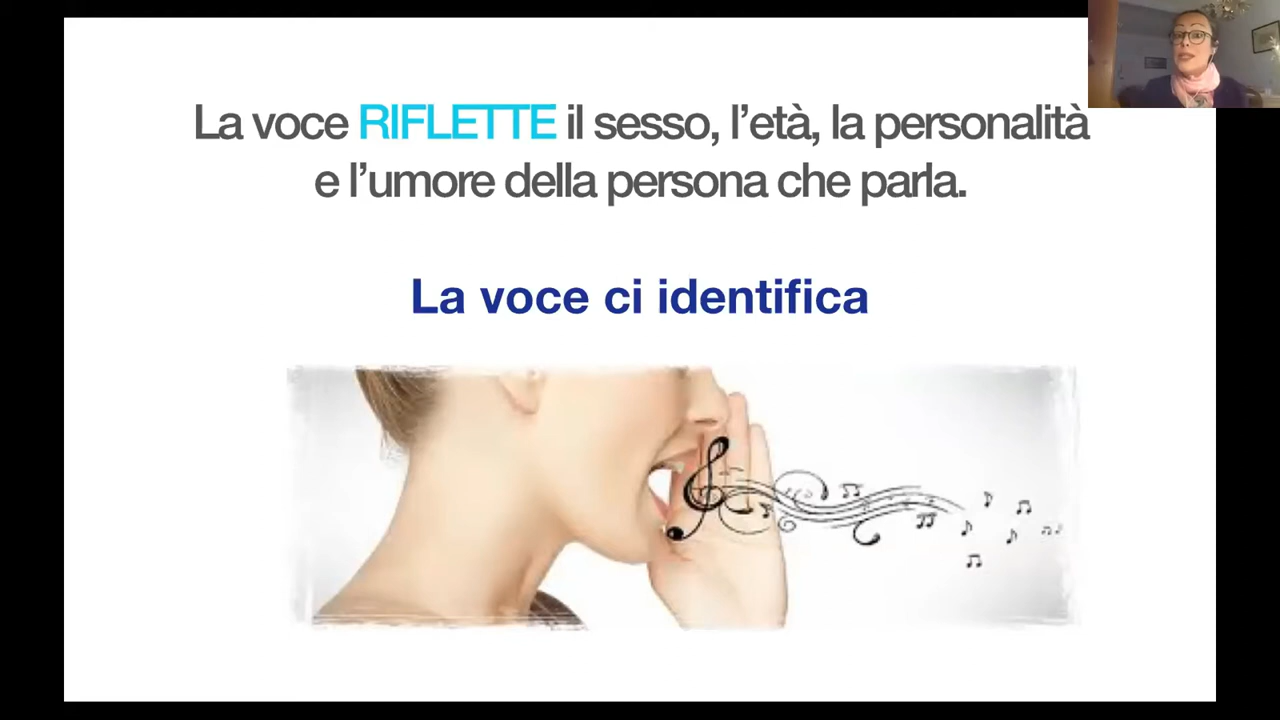 La voce RIFLETTE il sesso, l’età, la personalità
e l’umore della persona che parla.
La voce ci identifica